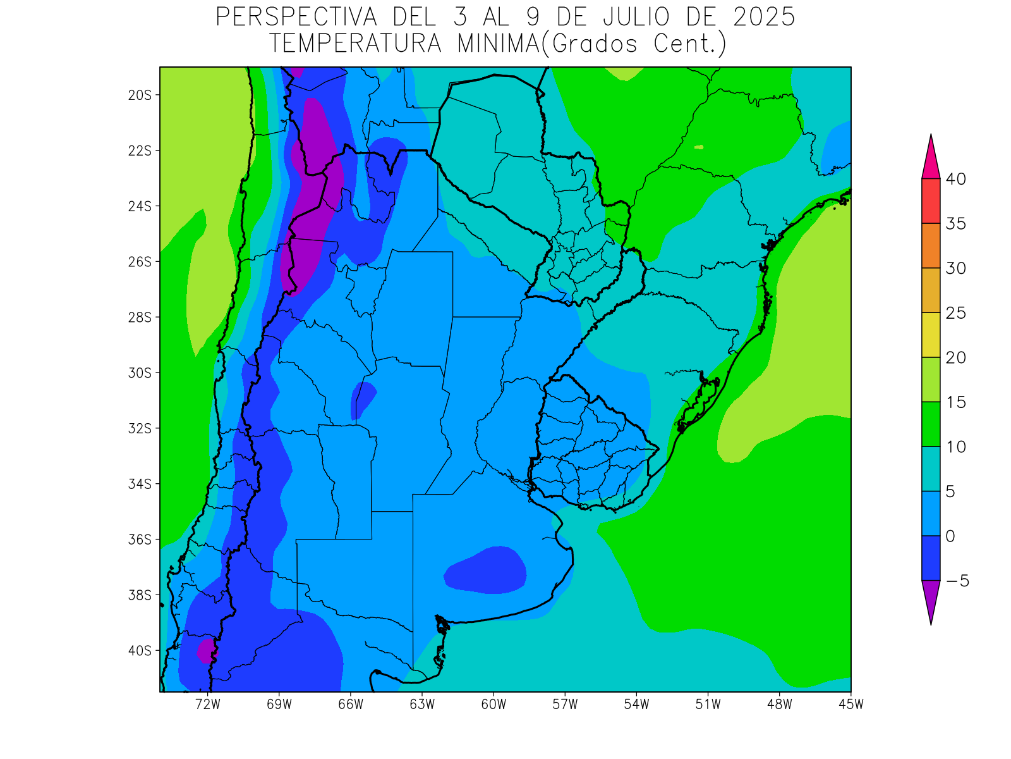 PERSPECTIVA DEL 3 AL 9 DE JULIO DE 2025
TEMPERATURA MINIMA(Grados Cent.)
20S
22S
24S
26S
28S
30S
32S
34S
36S
38S
40S
72W 69W 66W 63W 60W 57W 54W 51W 48W 45W
40
35
30
25
20
15
10
5
0
−5